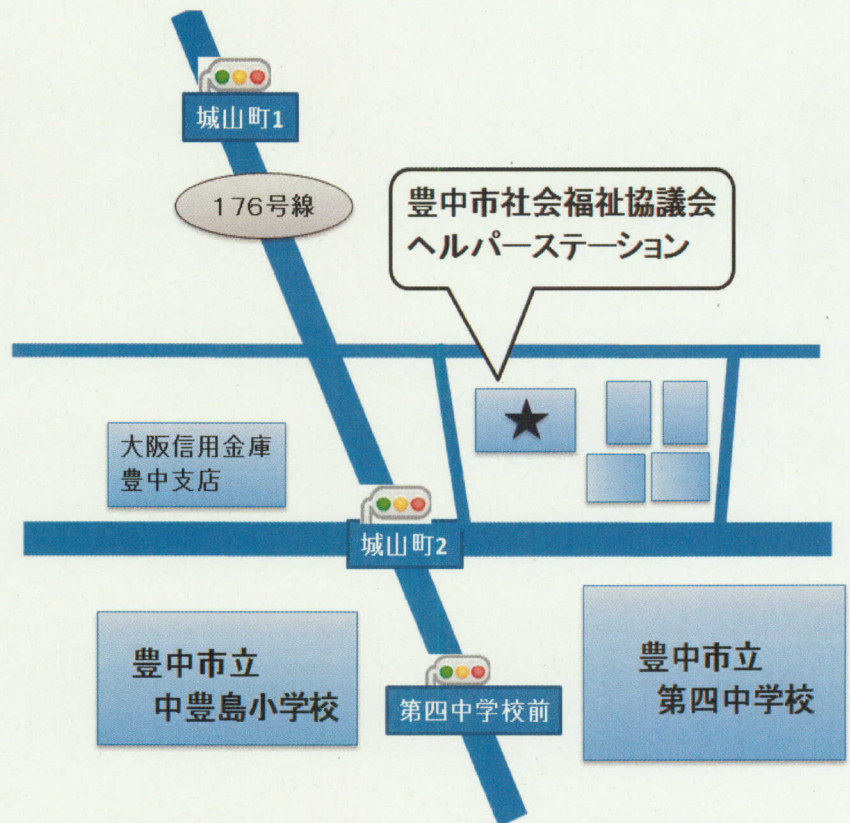 城山町1
176号線
豊中市社会福祉協議会
ヘルパーステーション
大阪信用金庫
豊中支店
城山町2
豊中市立
中豊島小学校
第四中学校前
豊中市立
第四中学校